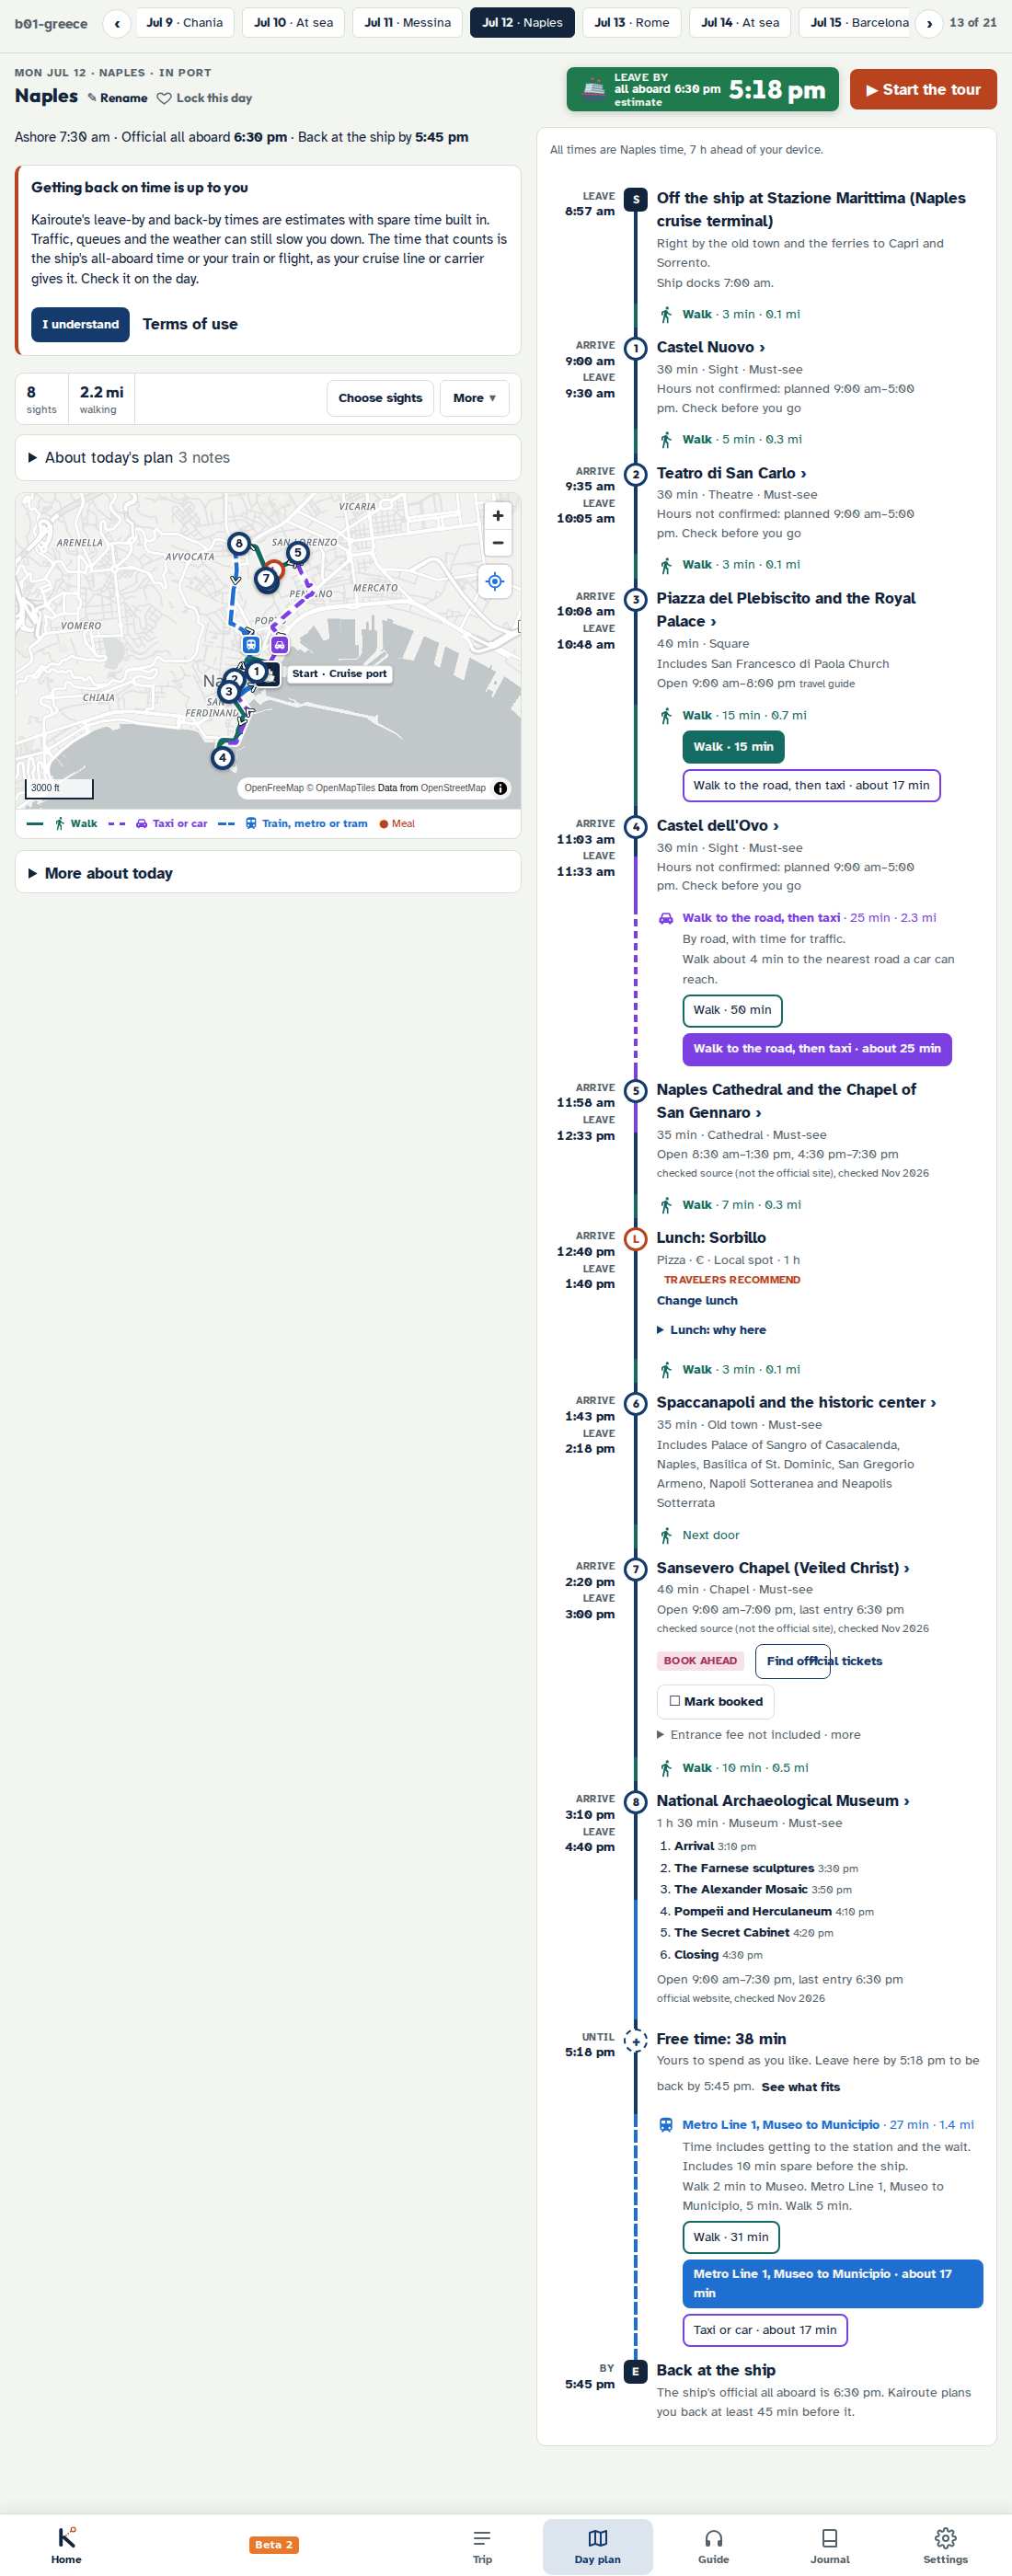 b01-greece
‹
Jul 9 · Chania
Jul 10 · At sea
Jul 11 · Messina
Jul 12 · Naples
Jul 13 · Rome
Jul 14 · At sea
Jul 15 · Barcelona
›
13 of 21
MON JUL 12 · NAPLES · IN PORT
Naples ✎ Rename Lock this day
LEAVE BY
all aboard 6:30 pm
estimate
5:18 pm
▶ Start the tour
Ashore 7:30 am · Official all aboard 6:30 pm · Back at the ship by 5:45 pm
Getting back on time is up to you
Kairoute's leave-by and back-by times are estimates with spare time built in.
Traffic, queues and the weather can still slow you down. The time that counts is
the ship's all-aboard time or your train or flight, as your cruise line or carrier
gives it. Check it on the day.
I understand
Terms of use
8
sights
2.2 mi
walking
Choose sights
More ▾
▶ About today's plan 3 notes
VICARIA
ARENELLA
AVVOCATA
SAN LORENZO
MERCATO
VOMERO
POR
CHIAIA
Na
SAN
FERDINAND
8
5
7
1
2
3
4
Start · Cruise port
+
−
3000 ft
OpenFreeMap © OpenMapTiles Data from OpenStreetMap
Walk
Taxi or car
Train, metro or tram
Meal
▶ More about today
All times are Naples time, 7 h ahead of your device.
LEAVE
8:57 am
S
Off the ship at Stazione Marittima (Naples
cruise terminal)
Right by the old town and the ferries to Capri and
Sorrento.
Ship docks 7:00 am.
Walk · 3 min · 0.1 mi
ARRIVE
9:00 am
LEAVE
9:30 am
1
Castel Nuovo ›
30 min · Sight · Must-see
Hours not confirmed: planned 9:00 am–5:00
pm. Check before you go
Walk · 5 min · 0.3 mi
ARRIVE
9:35 am
LEAVE
10:05 am
2
Teatro di San Carlo ›
30 min · Theatre · Must-see
Hours not confirmed: planned 9:00 am–5:00
pm. Check before you go
Walk · 3 min · 0.1 mi
ARRIVE
10:08 am
LEAVE
10:48 am
3
Piazza del Plebiscito and the Royal
Palace ›
40 min · Square
Includes San Francesco di Paola Church
Open 9:00 am–8:00 pm travel guide
Walk · 15 min · 0.7 mi
Walk · 15 min
Walk to the road, then taxi · about 17 min
ARRIVE
11:03 am
LEAVE
11:33 am
4
Castel dell'Ovo ›
30 min · Sight · Must-see
Hours not confirmed: planned 9:00 am–5:00
pm. Check before you go
Walk to the road, then taxi · 25 min · 2.3 mi
By road, with time for traffic.
Walk about 4 min to the nearest road a car can
reach.
Walk · 50 min
Walk to the road, then taxi · about 25 min
ARRIVE
11:58 am
LEAVE
12:33 pm
5
Naples Cathedral and the Chapel of
San Gennaro ›
35 min · Cathedral · Must-see
Open 8:30 am–1:30 pm, 4:30 pm–7:30 pm
checked source (not the official site), checked Nov 2026
Walk · 7 min · 0.3 mi
ARRIVE
12:40 pm
LEAVE
1:40 pm
L
Lunch: Sorbillo
Pizza · € · Local spot · 1 h
TRAVELERS RECOMMEND
Change lunch
▶ Lunch: why here
Walk · 3 min · 0.1 mi
ARRIVE
1:43 pm
LEAVE
2:18 pm
6
Spaccanapoli and the historic center ›
35 min · Old town · Must-see
Includes Palace of Sangro of Casacalenda,
Naples, Basilica of St. Dominic, San Gregorio
Armeno, Napoli Sotteranea and Neapolis
Sotterrata
Next door
ARRIVE
2:20 pm
LEAVE
3:00 pm
7
Sansevero Chapel (Veiled Christ) ›
40 min · Chapel · Must-see
Open 9:00 am–7:00 pm, last entry 6:30 pm
checked source (not the official site), checked Nov 2026
BOOK AHEAD
Find official tickets
☐ Mark booked
▶ Entrance fee not included · more
Walk · 10 min · 0.5 mi
ARRIVE
3:10 pm
LEAVE
4:40 pm
8
National Archaeological Museum ›
1 h 30 min · Museum · Must-see
1. Arrival 3:10 pm
2. The Farnese sculptures 3:30 pm
3. The Alexander Mosaic 3:50 pm
4. Pompeii and Herculaneum 4:10 pm
5. The Secret Cabinet 4:20 pm
6. Closing 4:30 pm
Open 9:00 am–7:30 pm, last entry 6:30 pm
official website, checked Nov 2026
UNTIL
5:18 pm
+
Free time: 38 min
Yours to spend as you like. Leave here by 5:18 pm to be
back by 5:45 pm. See what fits
Metro Line 1, Museo to Municipio · 27 min · 1.4 mi
Time includes getting to the station and the wait.
Includes 10 min spare before the ship.
Walk 2 min to Museo. Metro Line 1, Museo to
Municipio, 5 min. Walk 5 min.
Walk · 31 min
Metro Line 1, Museo to Municipio · about 17
min
Taxi or car · about 17 min
BY
5:45 pm
E
Back at the ship
The ship's official all aboard is 6:30 pm. Kairoute plans
you back at least 45 min before it.
Home
Beta 2
Trip
Day plan
Guide
Journal
Settings